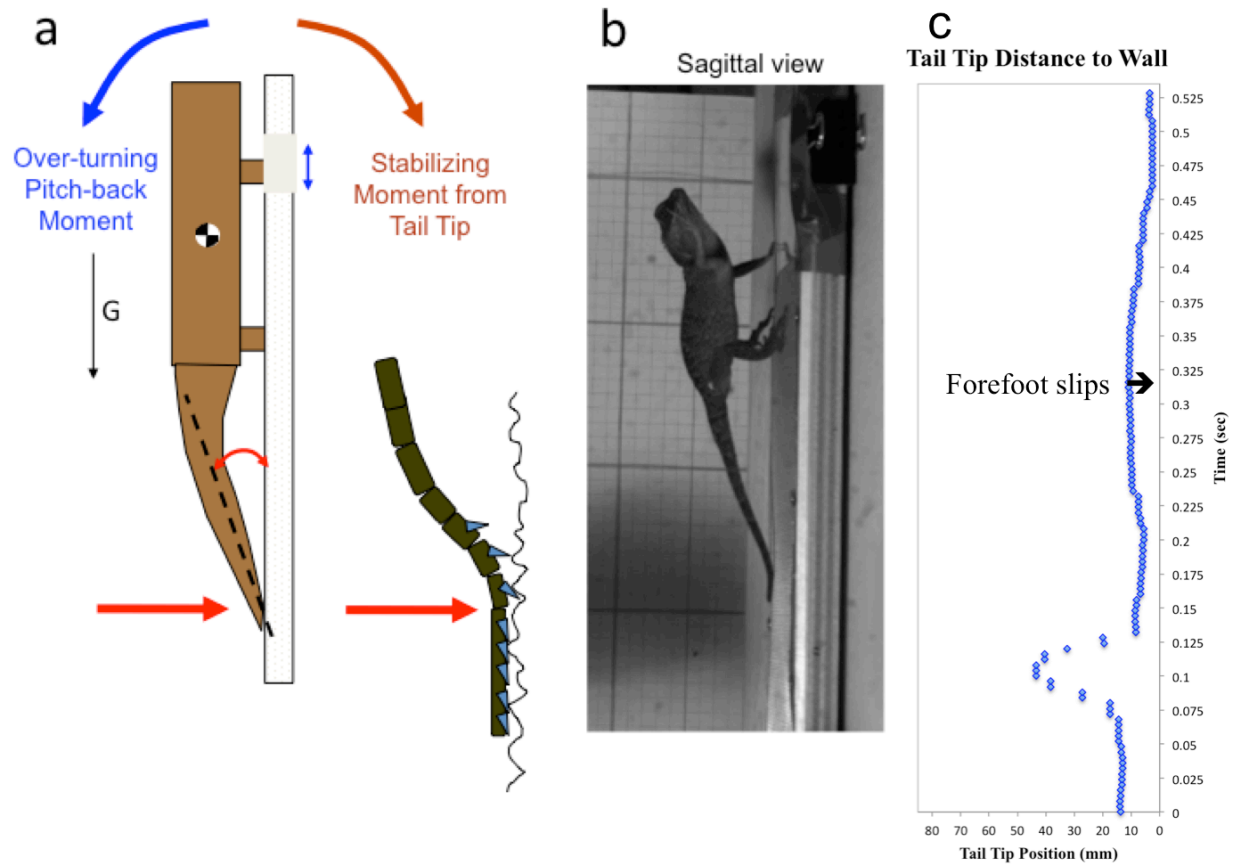 a
Over-turning
Pitch-back
Moment
G
Stabilizing
Moment from
Tail Tip
b
Sagittal view
c
Tail Tip Distance to Wall
0.525
0.5
0.475
0.45
0.425
0.4
0.375
0.35
0.325
0.3
0.275
0.25
0.225
0.2
0.175
0.15
0.125
0.1
0.075
0.05
0.025
0
Forefoot slips
Time (sec)
80 70 60 50 40 30 20 10 0
Tail Tip Position (mm)